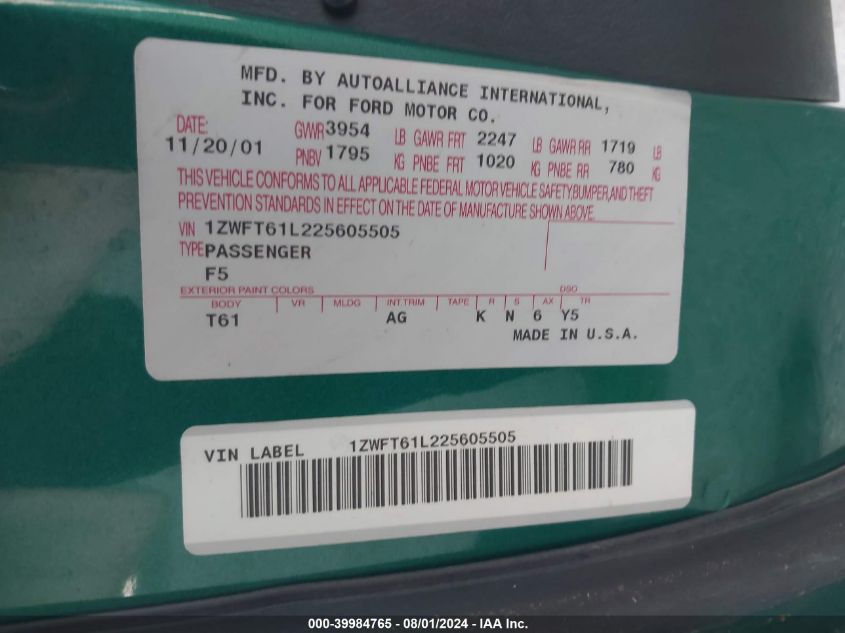 MFD. BY AUTOALLIANCE INTERNATIONAL,
INC. FOR FORD MOTOR CO.
DATE: GVWR 3954 LB GAWR FRT 2247 LB GAWR RR 1719 LB
11/20/01 PNBV 1795 KG PNBE FRT 1020 KG PNBE RR 780 KG
THIS VEHICLE CONFORMS TO ALL APPLICABLE FEDERAL MOTOR VEHICLE SAFETY, BUMPER, AND THEFT
PREVENTION STANDARDS IN EFFECT ON THE DATE OF MANUFACTURE SHOWN ABOVE.
VIN 1ZWFT61L225605505
TYPE PASSENGER
F5
EXTERIOR PAINT COLORS DSO
BODY VR MLDG INT. TRIM TAPE R S AX TR
T61 AG K N 6 Y5
MADE IN U.S.A.
VIN LABEL 1ZWFT61L225605505
000-39984765 - 08/01/2024 - IAA Inc.